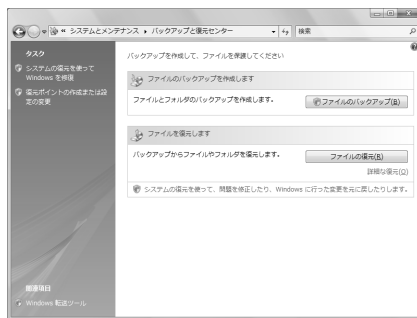 « システムとメンテナンス ▸ バックアップと復元センター
検索
タスク
システムの復元を使って
Windows を修復
復元ポイントの作成または設
定の変更
バックアップを作成して、ファイルを保護してください
ファイルのバックアップを作成します
ファイルとフォルダのバックアップを作成します。
ファイルのバックアップ(B)
ファイルを復元します
バックアップからファイルやフォルダを復元します。
ファイルの復元(R)
詳細な復元(O)
システムの復元を使って、問題を修正したり、Windows に行った変更を元に戻したりします。
関連項目
Windows 転送ツール